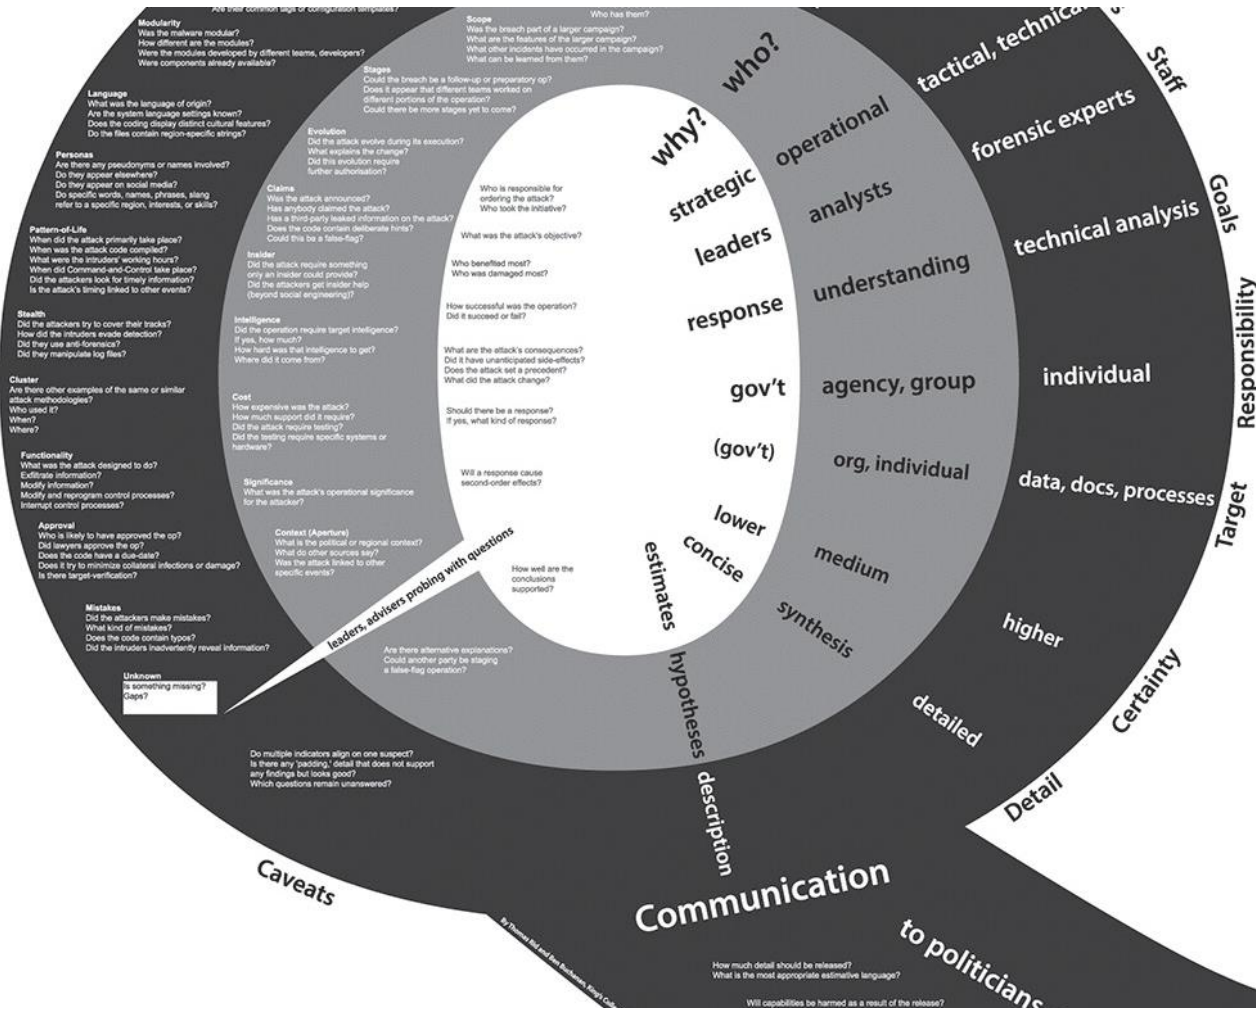 Are their common tags or configuration templates?
Modularity
Was the malware modular?
How different are the modules?
Were the modules developed by different teams, developers?
Were components already available?
Language
What was the language of origin?
Are the system language settings known?
Does the coding display distinct cultural features?
Do the files contain region-specific strings?
Personas
Are there any pseudonyms or names involved?
Do they appear elsewhere?
Do they appear on social media?
Do specific words, names, phrases, slang
refer to a specific region, interests, or skills?
Pattern-of-Life
When did the attack primarily take place?
When was the attack code compiled?
What were the intruders' working hours?
When did Command-and-Control take place?
Did the attackers look for timely information?
Is the attack's timing linked to other events?
Stealth
Did the attackers try to cover their tracks?
How did the intruders evade detection?
Did they use anti-forensics?
Did they manipulate log files?
Cluster
Are there other examples of the same or similar
attack methodologies?
Who used it?
When?
Where?
Functionality
What was the attack designed to do?
Exfiltrate information?
Modify information?
Modify and reprogram control processes?
Interrupt control processes?
Approval
Who is likely to have approved the op?
Did lawyers approve the op?
Does the code have a due-date?
Does it try to minimize collateral infections or damage?
Is there target-verification?
Mistakes
Did the attackers make mistakes?
What kind of mistakes?
Does the code contain typos?
Did the intruders inadvertently reveal information?
Unknown
Is something missing?
Gaps?
Do multiple indicators align on one suspect?
Is there any 'padding,' detail that does not support
any findings but looks good?
Which questions remain unanswered?
Who has them?
Scope
Was the breach part of a larger campaign?
What are the features of the larger campaign?
What other incidents have occurred in the campaign?
What can be learned from them?
Stages
Could the breach be a follow-up or preparatory op?
Does it appear that different teams worked on
different portions of the operation?
Could there be more stages yet to come?
Evolution
Did the attack evolve during its execution?
What explains the change?
Did this evolution require
further authorisation?
Claims
Was the attack announced?
Has anybody claimed the attack?
Has a third-party leaked information on the attack?
Does the code contain deliberate hints?
Could this be a false-flag?
Insider
Did the attack require something
only an insider could provide?
Did the attackers get insider help
(beyond social engineering)?
Intelligence
Did the operation require target intelligence?
If yes, how much?
How hard was that intelligence to get?
Where did it come from?
Cost
How expensive was the attack?
How much support did it require?
Did the attack require testing?
Did the testing require specific systems or
hardware?
Significance
What was the attack's operational significance
for the attacker?
Context (Aperture)
What is the political or regional context?
What do other sources say?
Was the attack linked to other
specific events?
leaders, advisers probing with questions
Are there alternative explanations?
Could another party be staging
a false-flag operation?
Who is responsible for
ordering the attack?
Who took the initiative?
What was the attack's objective?
Who benefited most?
Who was damaged most?
How successful was the operation?
Did it succeed or fail?
What are the attack's consequences?
Did it have unanticipated side-effects?
Does the attack set a precedent?
What did the attack change?
Should there be a response?
If yes, what kind of response?
Will a response cause
second-order effects?
How well are the
conclusions
supported?
why?
strategic
leaders
response
gov't
(gov't)
lower
concise
estimates
who?
operational
analysts
understanding
agency, group
org, individual
medium
synthesis
hypotheses
tactical, technical
forensic experts
technical analysis
individual
data, docs, processes
higher
detailed
description
Staff
Goals
Responsibility
Target
Certainty
Detail
Caveats
Communication
to politicians
By Thomas Rid and Ben Buchanan, King's
How much detail should be released?
What is the most appropriate estimative language?
Will capabilities be harmed as a result of the release?